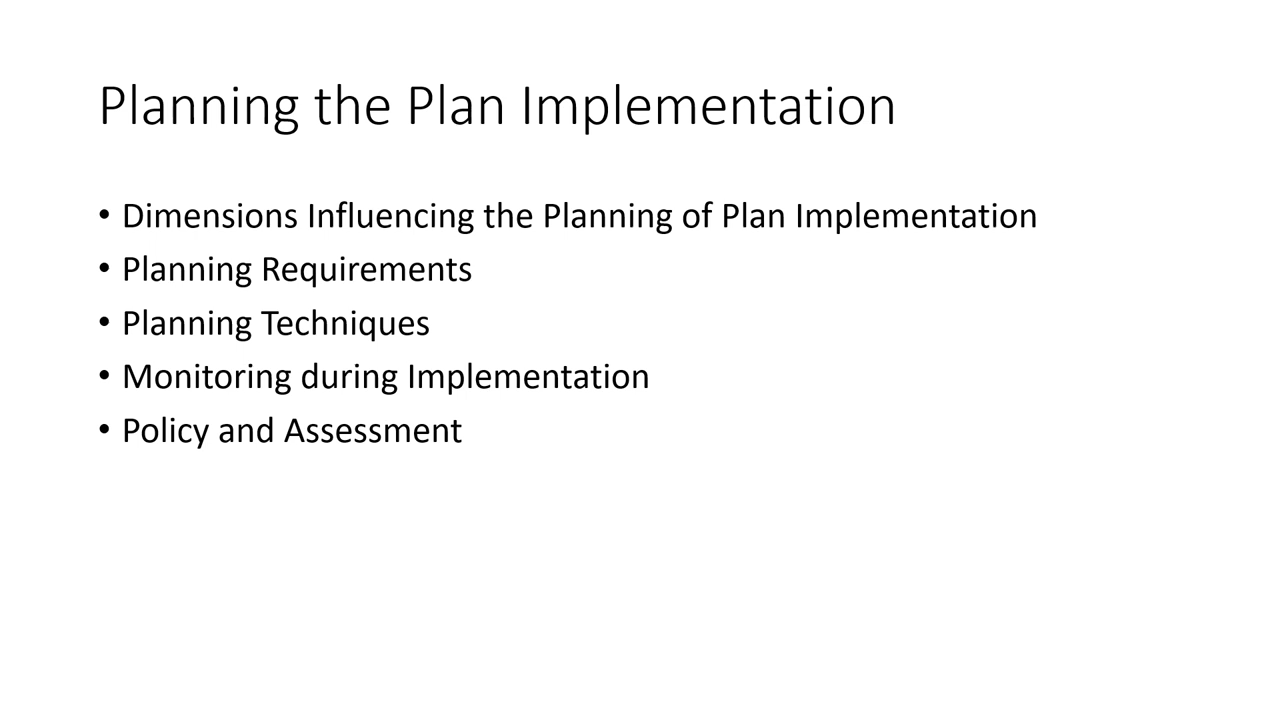 Planning the Plan Implementation
• Dimensions Influencing the Planning of Plan Implementation
• Planning Requirements
• Planning Techniques
• Monitoring during Implementation
• Policy and Assessment